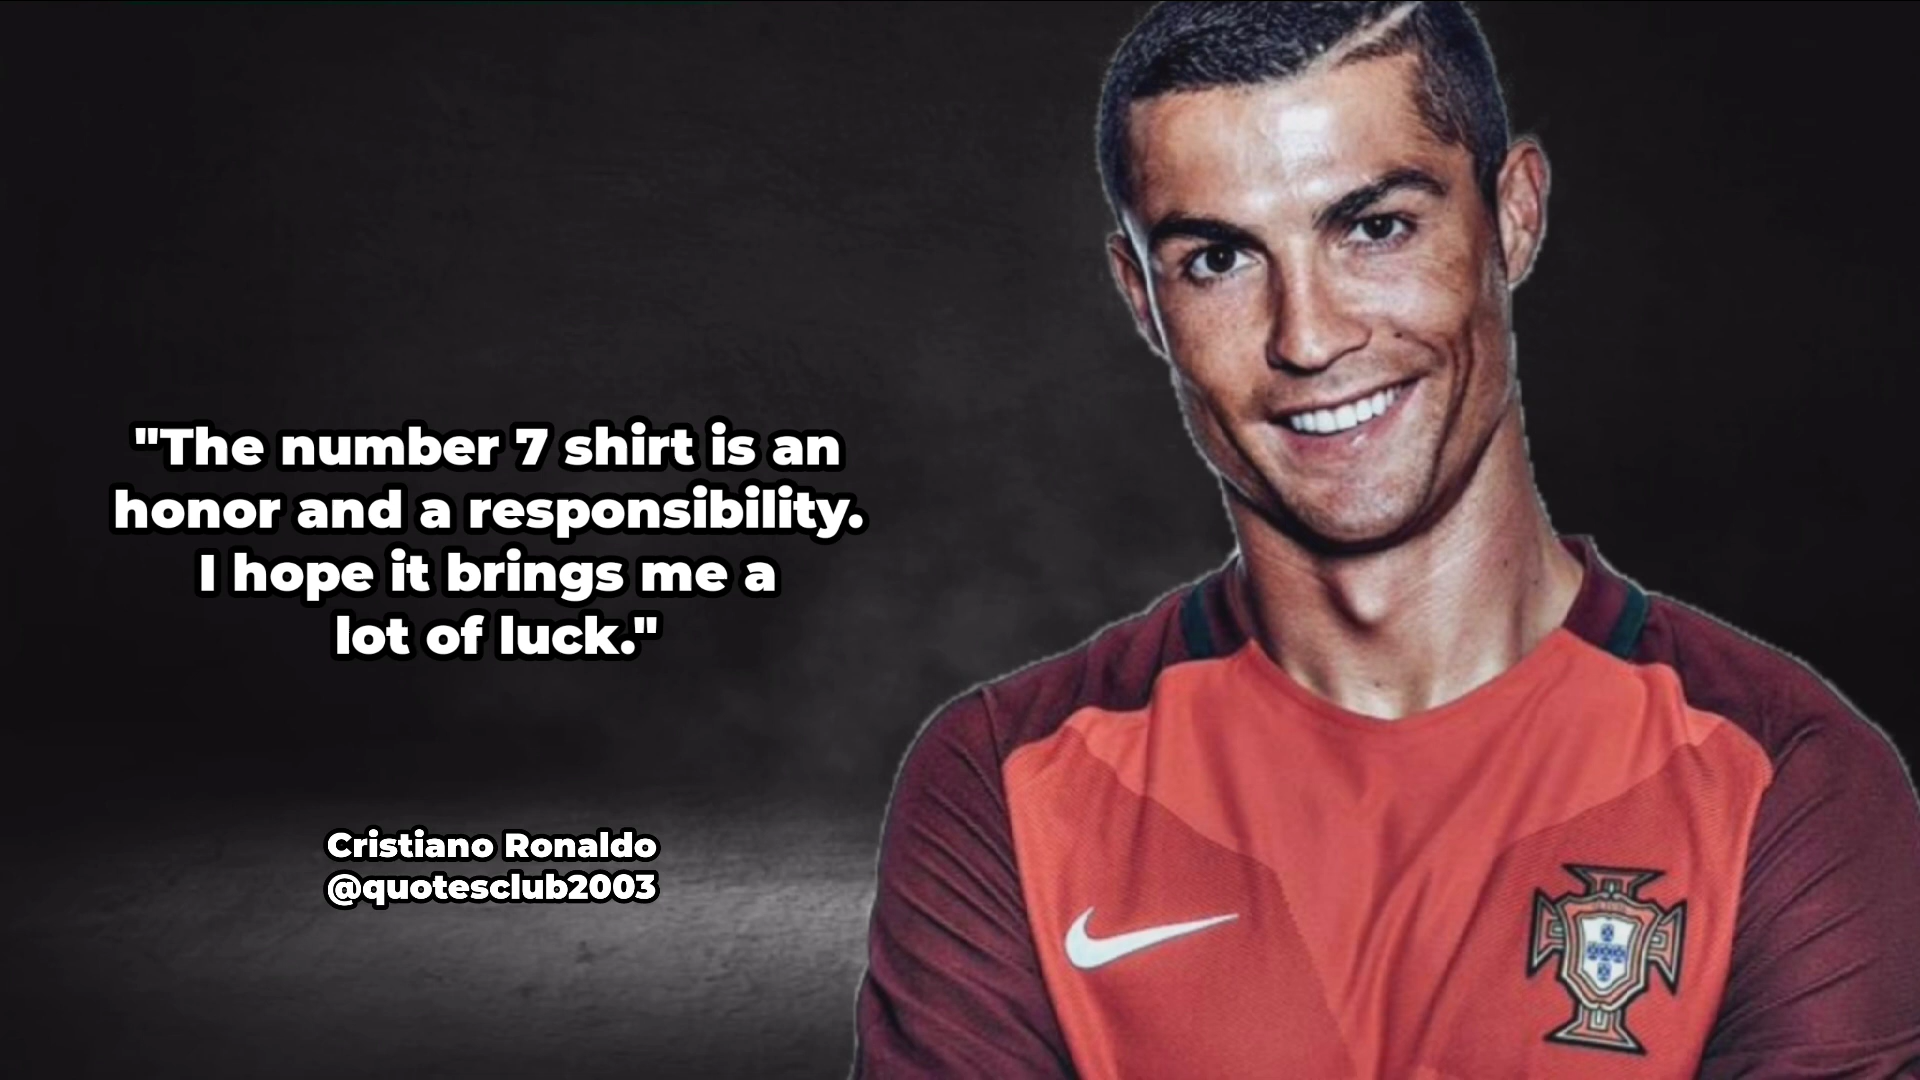 "The number 7 shirt is an
honor and a responsibility.
I hope it brings me a
lot of luck."
Cristiano Ronaldo
@quotesclub2003